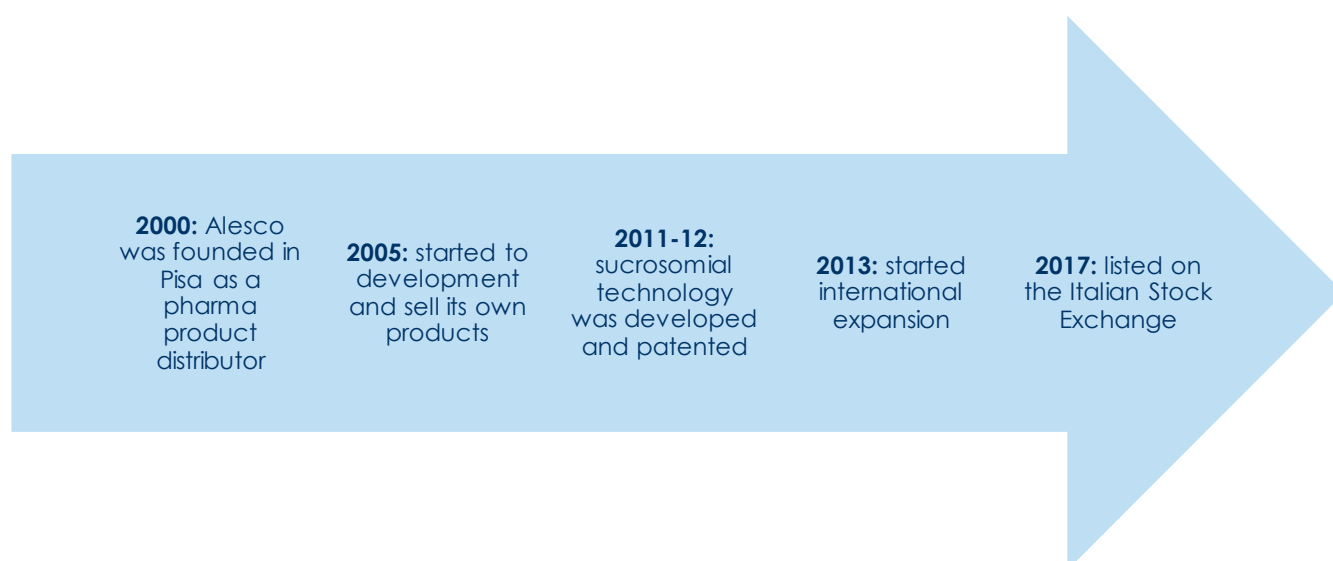 2000: Alesco
was founded in
Pisa as a
pharma
product
distributor
2005: started to
development
and sell its own
products
2011-12:
sucrosomial
technology
was developed
and patented
2013: started
international
expansion
2017: listed on
the Italian Stock
Exchange